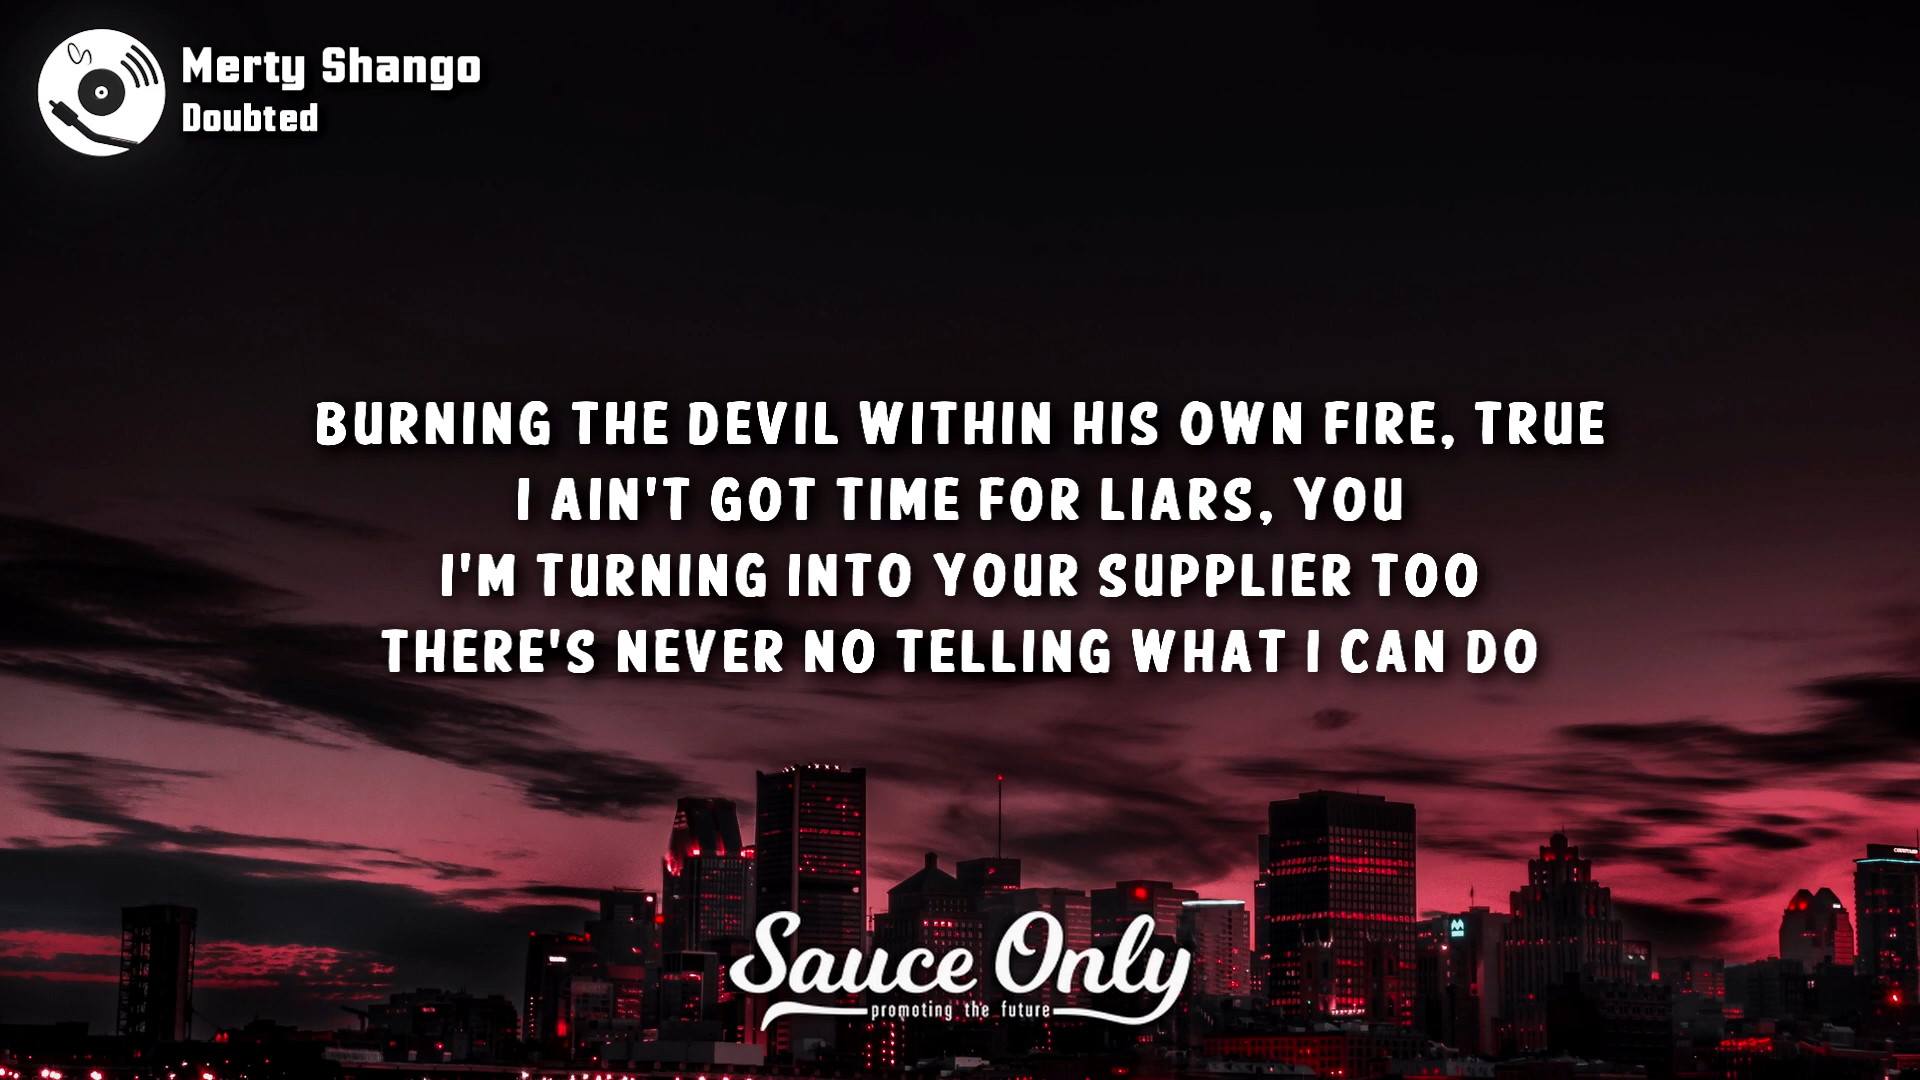 Merty Shango
Doubted
BURNING THE DEVIL WITHIN HIS OWN FIRE, TRUE
I AIN'T GOT TIME FOR LIARS, YOU
I'M TURNING INTO YOUR SUPPLIER TOO
THERE'S NEVER NO TELLING WHAT I CAN DO
Sauce Only
promoting the future